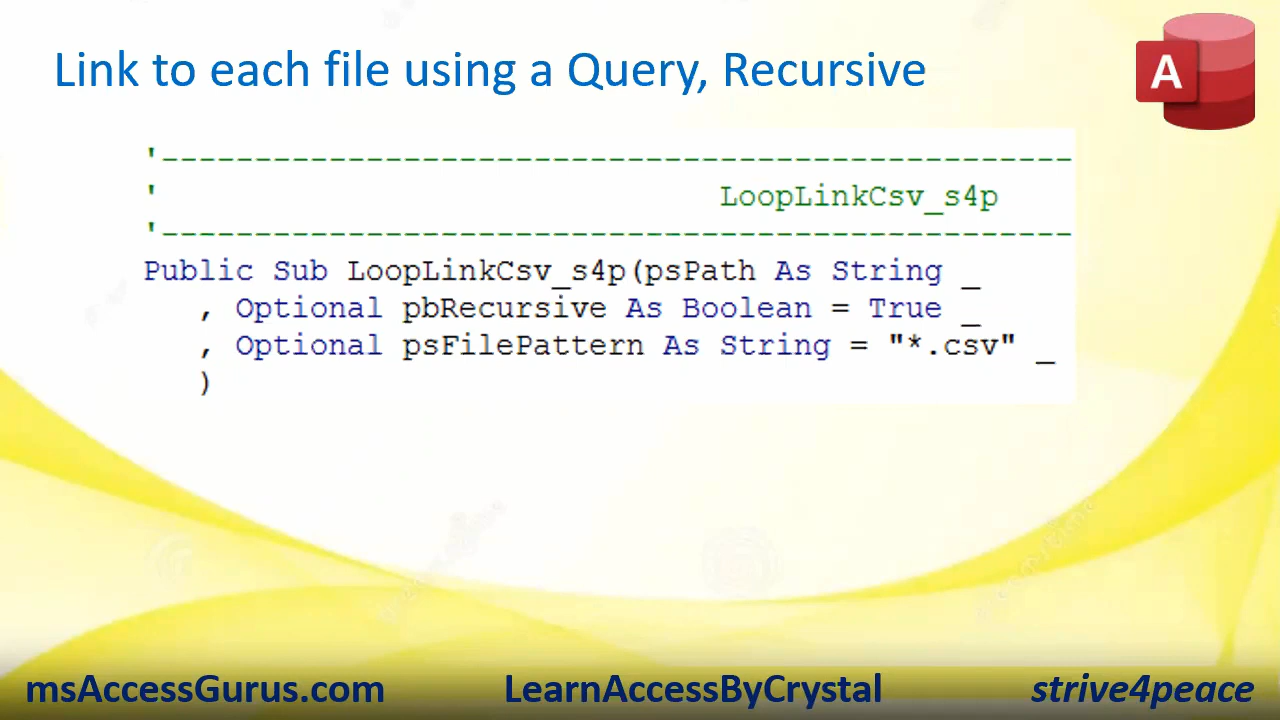 Link to each file using a Query, Recursive
A
'-------------------------------------------------
' LoopLinkCsv_s4p
'-------------------------------------------------
Public Sub LoopLinkCsv_s4p(psPath As String _
, Optional pbRecursive As Boolean = True _
, Optional psFilePattern As String = "*.csv" _
)
msAccessGurus.com LearnAccessByCrystal strive4peace